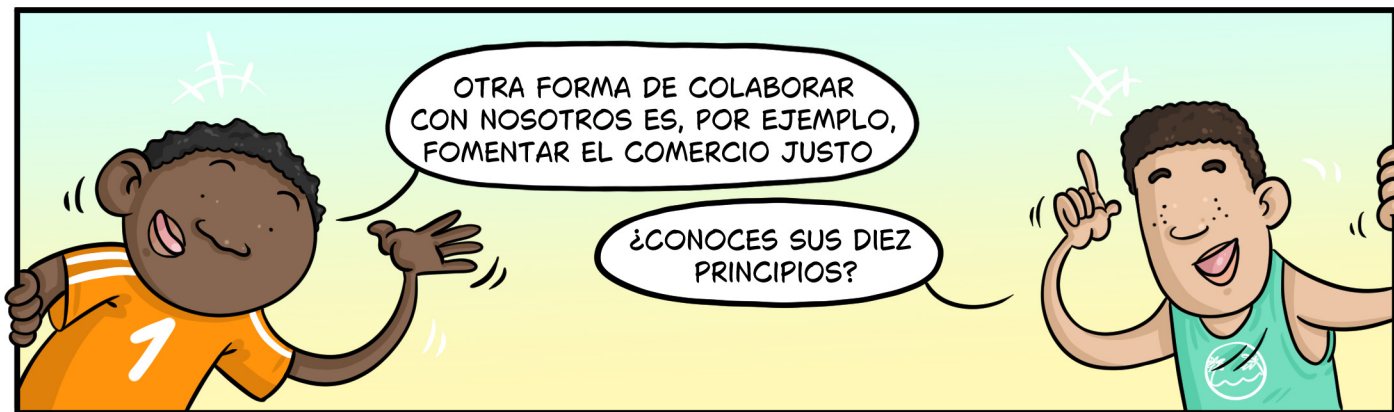 OTRA FORMA DE COLABORAR
CON NOSOTROS ES, POR EJEMPLO,
FOMENTAR EL COMERCIO JUSTO
¿CONOCES SUS DIEZ
PRINCIPIOS?
1